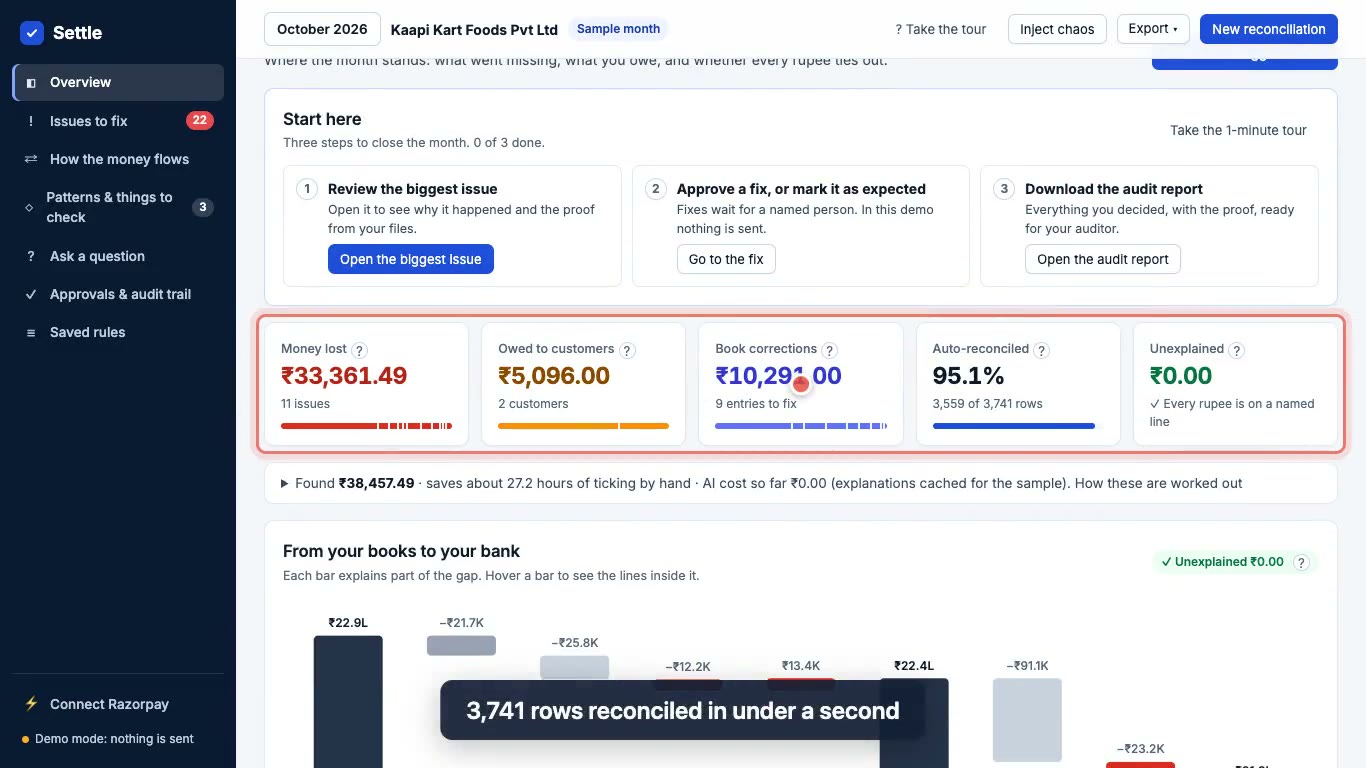 Settle
Overview
Issues to fix 22
How the money flows
Patterns & things to check 3
Ask a question
Approvals & audit trail
Saved rules
Connect Razorpay
Demo mode: nothing is sent
October 2026 Kaapi Kart Foods Pvt Ltd Sample month ? Take the tour Inject chaos Export New reconciliation
Where the month stands: what went missing, what you owe, and whether every rupee ties out.
Start here
Three steps to close the month. 0 of 3 done.
Take the 1-minute tour
1 Review the biggest issue
Open it to see why it happened and the proof
from your files.
Open the biggest issue
2 Approve a fix, or mark it as expected
Fixes wait for a named person. In this demo
nothing is sent.
Go to the fix
3 Download the audit report
Everything you decided, with the proof, ready
for your auditor.
Open the audit report
Money lost ?
₹33,361.49
11 issues
Owed to customers ?
₹5,096.00
2 customers
Book corrections ?
₹10,291.00
9 entries to fix
Auto-reconciled ?
95.1%
3,559 of 3,741 rows
Unexplained ?
₹0.00
✓ Every rupee is on a named
line
Found ₹38,457.49 · saves about 27.2 hours of ticking by hand · AI cost so far ₹0.00 (explanations cached for the sample). How these are worked out
From your books to your bank
Each bar explains part of the gap. Hover a bar to see the lines inside it.
✓ Unexplained ₹0.00 ?
₹22.9L
−₹21.7K
−₹25.8K
−₹12.2K
₹13.4K
₹22.4L
−₹91.1K
−₹23.2K
3,741 rows reconciled in under a second